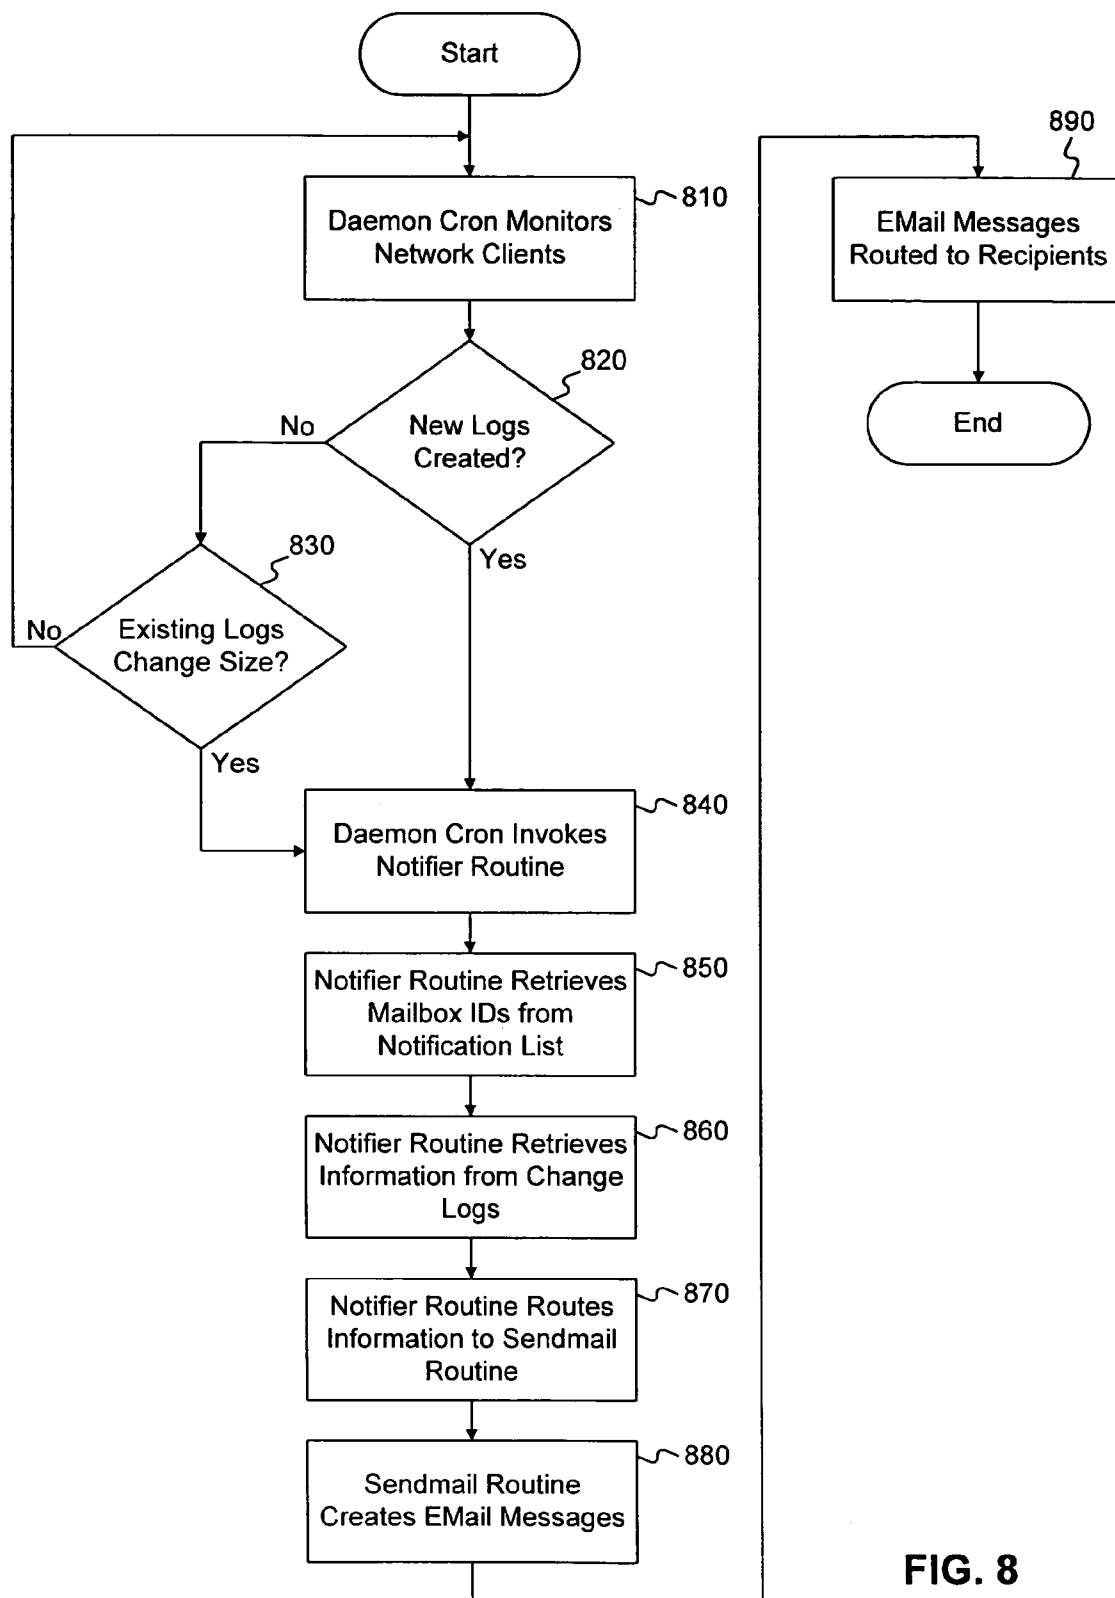 Start
810
Daemon Cron Monitors
Network Clients
820
New Logs
Created?
No
Yes
830
Existing Logs
Change Size?
No
Yes
840
Daemon Cron Invokes
Notifier Routine
850
Notifier Routine Retrieves
Mailbox IDs from
Notification List
860
Notifier Routine Retrieves
Information from Change
Logs
870
Notifier Routine Routes
Information to Sendmail
Routine
880
Sendmail Routine
Creates EMail Messages
890
EMail Messages
Routed to Recipients
End
FIG. 8